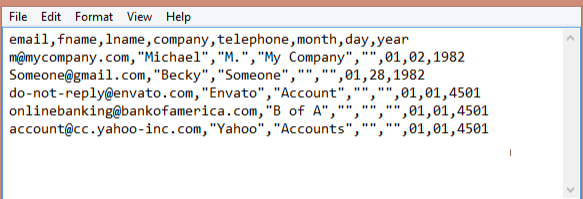 File Edit Format View Help
email,fname,lname,company,telephone,month,day,year
m@mycompany.com,"Michael","M.","My Company","",01,02,1982
Someone@gmail.com,"Becky","Someone","","",01,28,1982
do-not-reply@envato.com,"Envato","Account","","",01,01,4501
onlinebanking@bankofamerica.com,"B of A","","","",01,01,4501
account@cc.yahoo-inc.com,"Yahoo","Accounts","","",01,01,4501